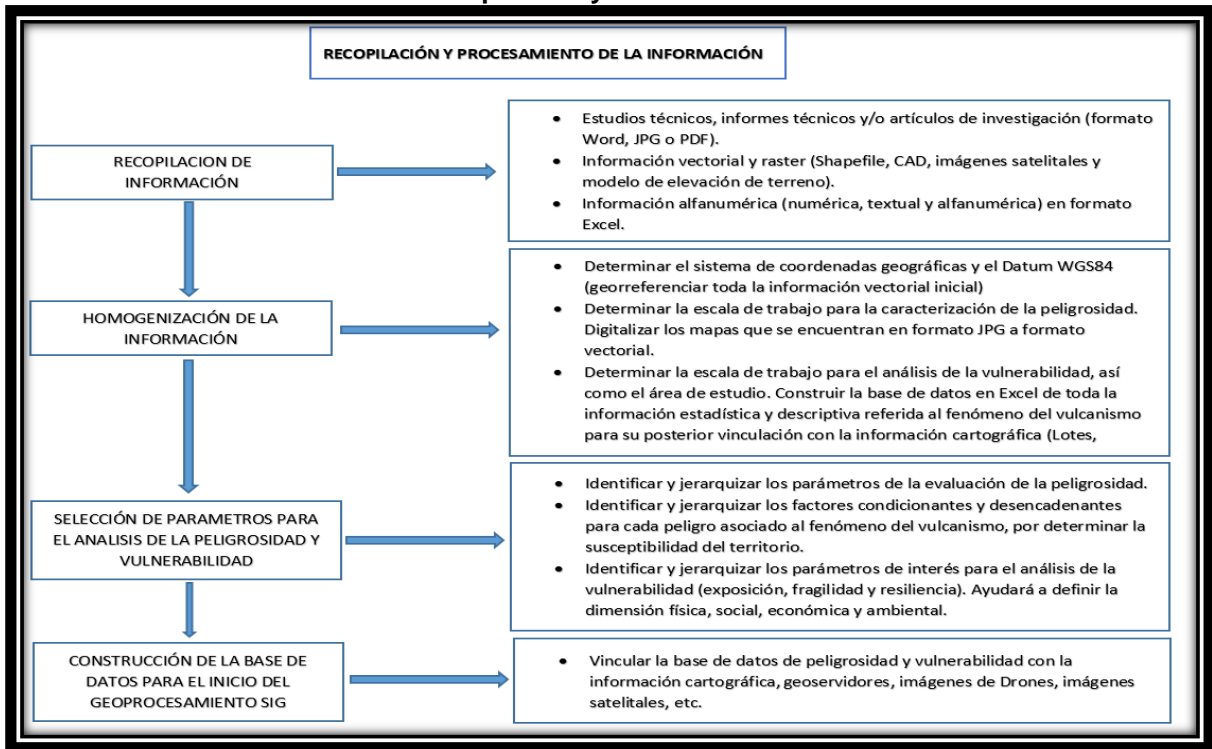 RECOPILACIÓN Y PROCESAMIENTO DE LA INFORMACIÓN
RECOPILACION DE
INFORMACIÓN
• Estudios técnicos, informes técnicos y/o artículos de investigación (formato
Word, JPG o PDF).
• Información vectorial y raster (Shapefile, CAD, imágenes satelitales y
modelo de elevación de terreno).
• Información alfanumérica (numérica, textual y alfanumérica) en formato
Excel.
HOMOGENIZACIÓN DE LA
INFORMACIÓN
• Determinar el sistema de coordenadas geográficas y el Datum WGS84
(georreferenciar toda la información vectorial inicial)
• Determinar la escala de trabajo para la caracterización de la peligrosidad.
Digitalizar los mapas que se encuentran en formato JPG a formato
vectorial.
• Determinar la escala de trabajo para el análisis de la vulnerabilidad, así
como el área de estudio. Construir la base de datos en Excel de toda la
información estadística y descriptiva referida al fenómeno del vulcanismo
para su posterior vinculación con la información cartográfica (Lotes,
SELECCIÓN DE PARAMETROS PARA
EL ANALISIS DE LA PELIGROSIDAD Y
VULNERABILIDAD
• Identificar y jerarquizar los parámetros de la evaluación de la peligrosidad.
• Identificar y jerarquizar los factores condicionantes y desencadenantes
para cada peligro asociado al fenómeno del vulcanismo, por determinar la
susceptibilidad del territorio.
• Identificar y jerarquizar los parámetros de interés para el análisis de la
vulnerabilidad (exposición, fragilidad y resiliencia). Ayudará a definir la
dimensión física, social, económica y ambiental.
CONSTRUCCIÓN DE LA BASE DE
DATOS PARA EL INICIO DEL
GEOPROCESAMIENTO SIG
• Vincular la base de datos de peligrosidad y vulnerabilidad con la
información cartográfica, geoservidores, imágenes de Drones, imágenes
satelitales, etc.